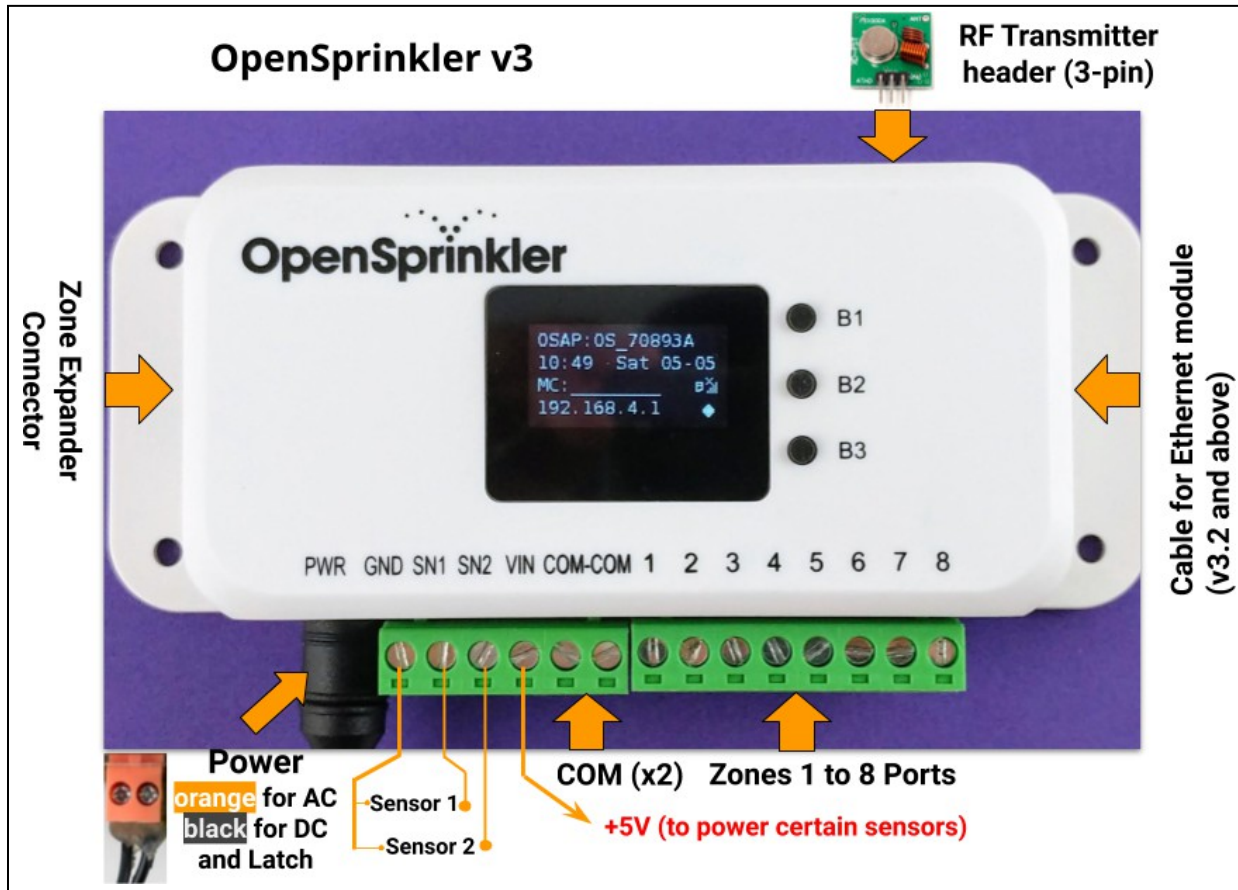 OpenSprinkler v3
RF Transmitter
header (3-pin)
Zone Expander
Connector
OpenSprinkler
OSAP:OS_70893A
10:49 Sat 05-05
MC:________
192.168.4.1
B1
B2
B3
Cable for Ethernet module
(v3.2 and above)
PWR GND SN1 SN2 VIN COM-COM 1 2 3 4 5 6 7 8
Power
orange for AC
black for DC
and Latch
Sensor 1
Sensor 2
COM (x2)
Zones 1 to 8 Ports
+5V (to power certain sensors)